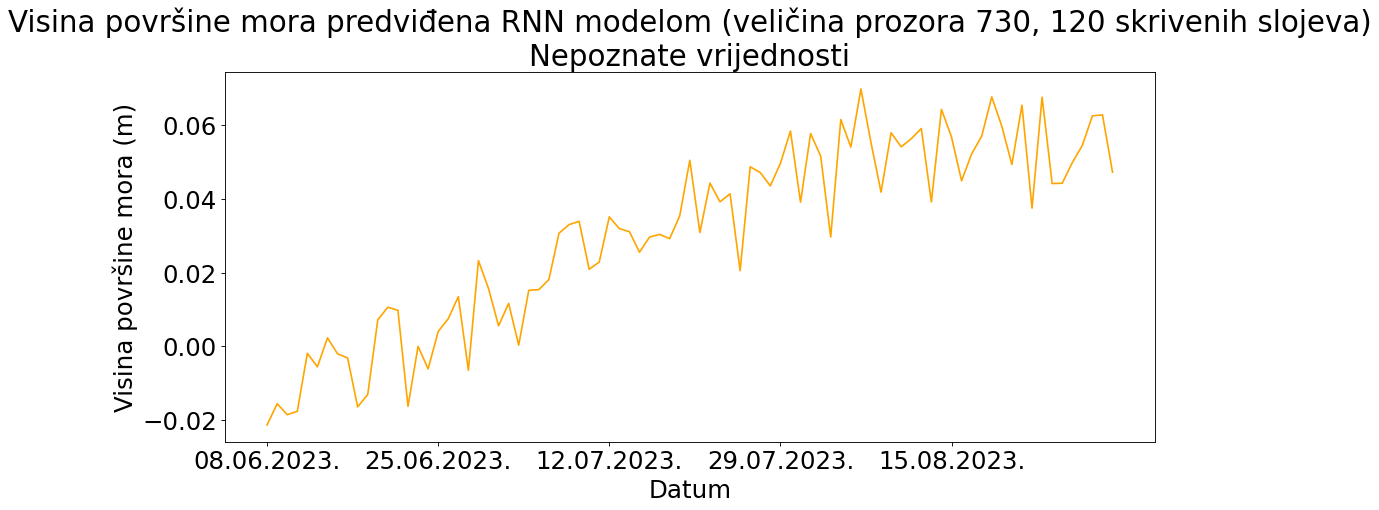 Visina površine mora predviđena RNN modelom (veličina prozora 730, 120 skrivenih slojeva)
Nepoznate vrijednosti
Visina površine mora (m)
0.06
0.04
0.02
0.00
−0.02
08.06.2023. 25.06.2023. 12.07.2023. 29.07.2023. 15.08.2023.
Datum